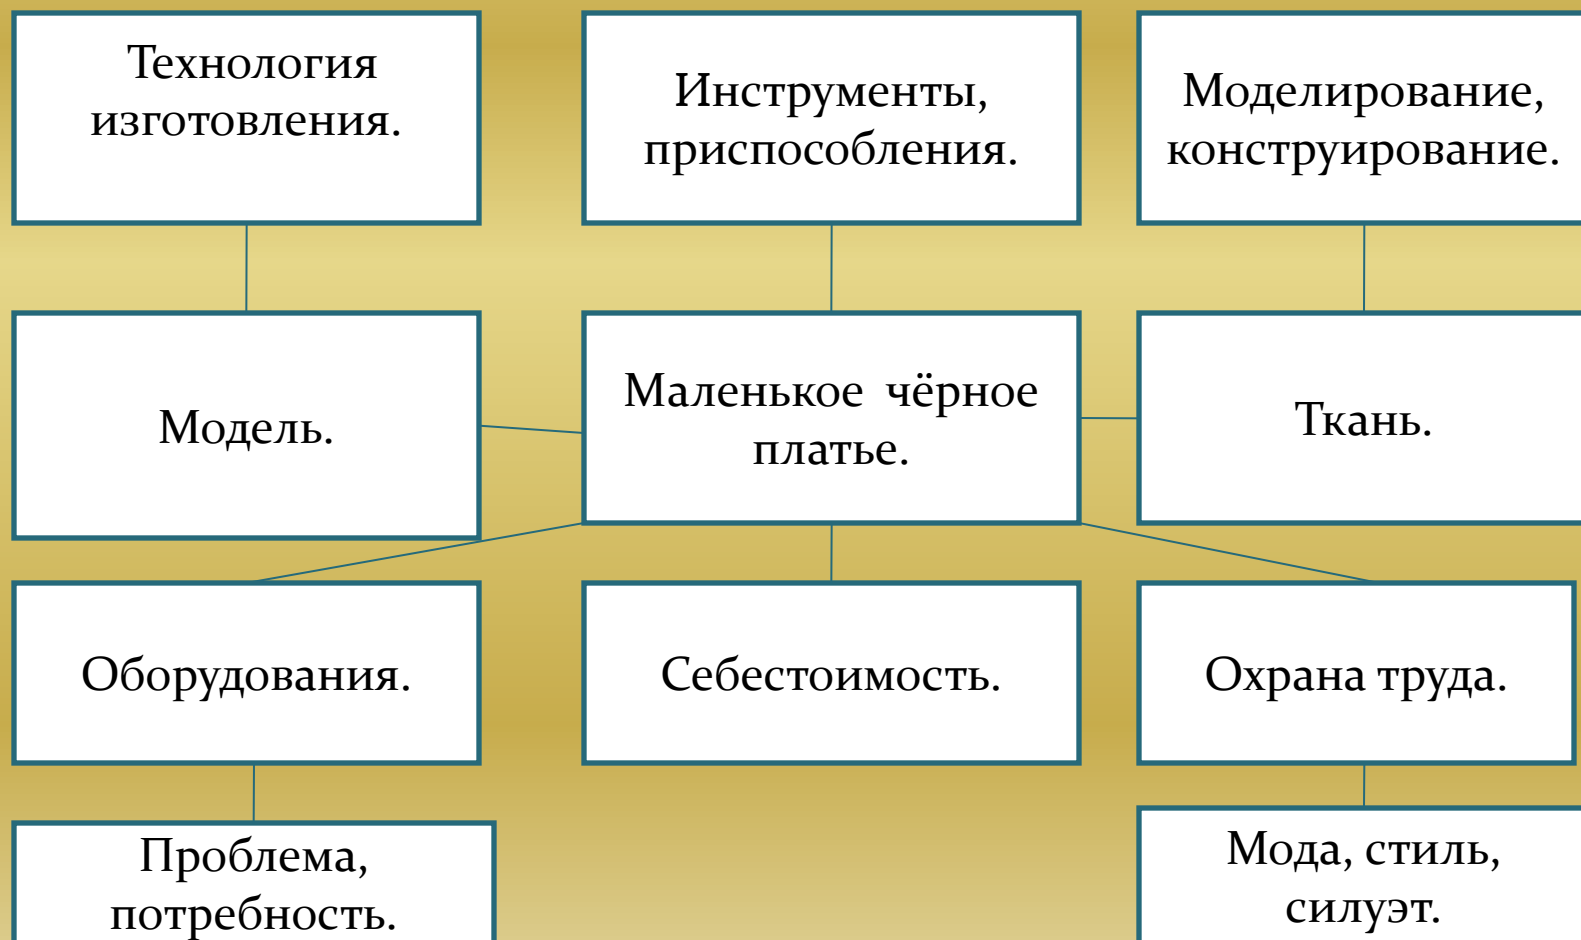 Технология
изготовления.
Инструменты,
приспособления.
Моделирование,
конструирование.
Модель.
Маленькое чёрное
платье.
Ткань.
Оборудования.
Себестоимость.
Охрана труда.
Проблема,
потребность.
Мода, стиль,
силуэт.